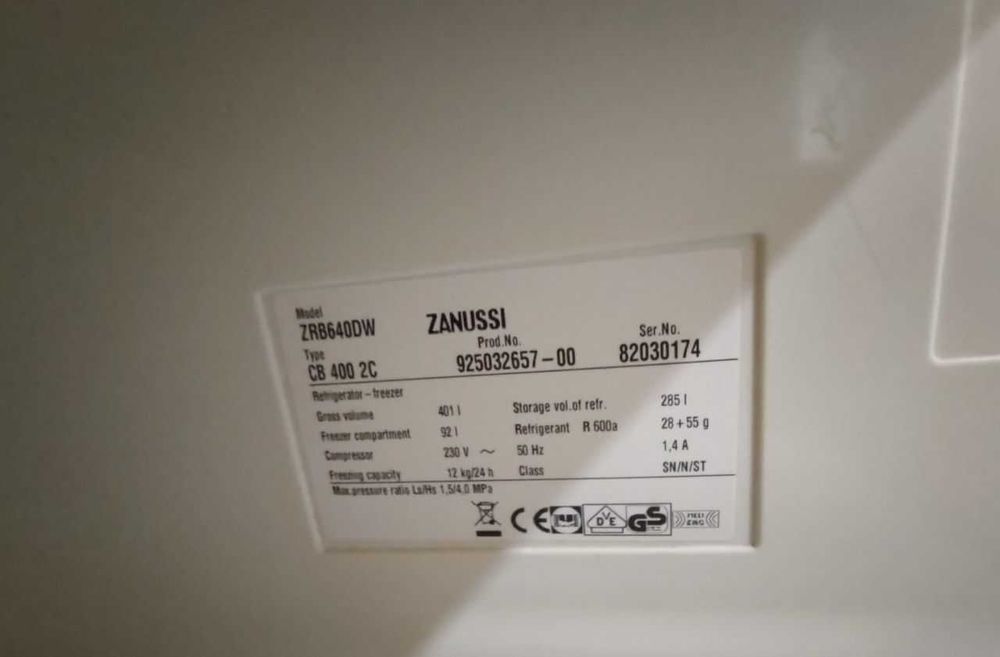 Model
ZRB640DW
ZANUSSI
Type
Prod.No.
Ser.No.
CB 400 2C
925032657-00
82030174
Refrigerator-freezer
Gross volume 401 l Storage vol.of refr. 285 l
Freezer compartment 92 l Refrigerant R 600a 28+55 g
Compressor 230 V ~ 50 Hz 1,4 A
Freezing capacity 12 kg/24 h Class SN/N/ST
Max.pressure ratio Ls/Hs 1,5/4,0 MPa
CE DVE GS